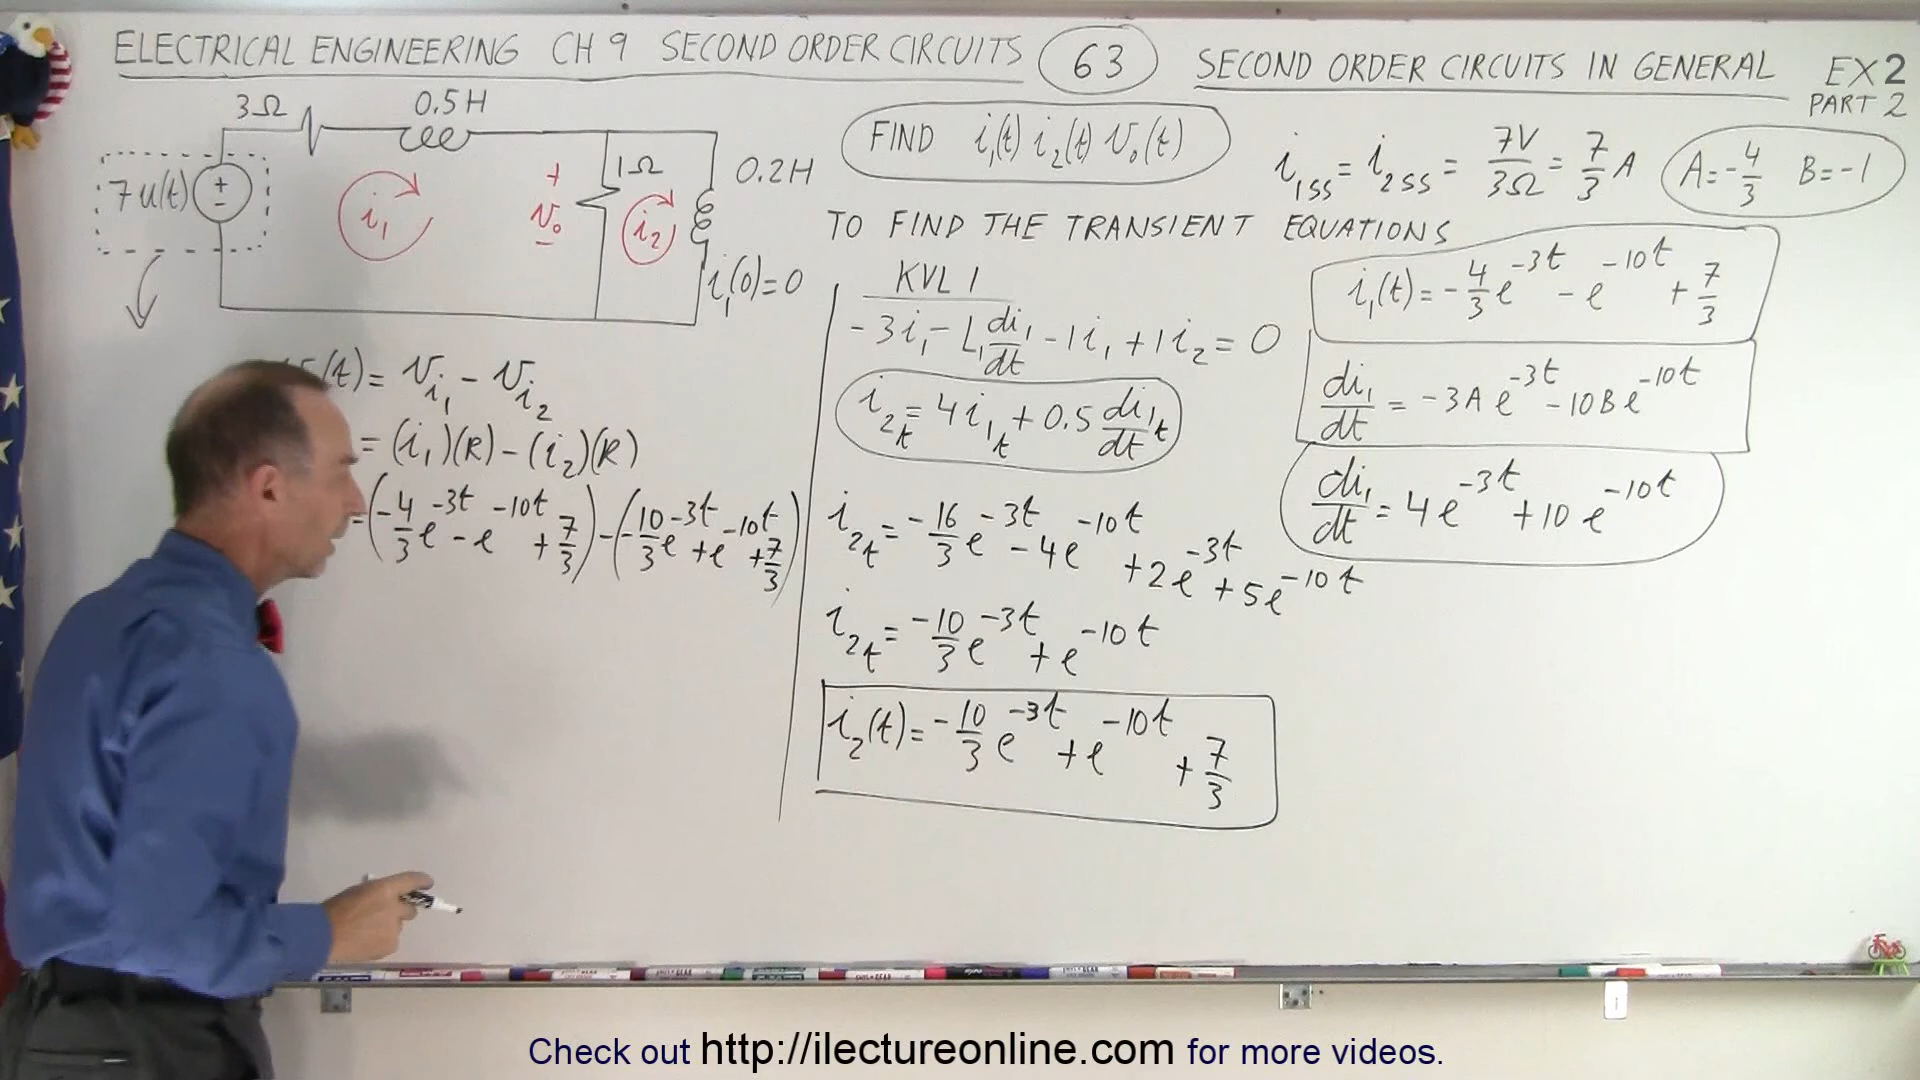 ELECTRICAL ENGINEERING CH 9 SECOND ORDER CIRCUITS 63 SECOND ORDER CIRCUITS IN GENERAL EX2
PART 2
3Ω 0.5H
7u(t) + -
i₁
+
v₀
-
1Ω
i₂
0.2H
i₁(0)=0
FIND i₁(t) i₂(t) v₀(t)
i₁ss = i₂ss = 7V/3Ω = 7/3 A
A=-4/3 B=-1
TO FIND THE TRANSIENT EQUATIONS
(t) = v_i₁ - v_i₂
= (i₁)(R) - (i₂)(R)
= (-4/3 e^-3t - e^-10t + 7/3) - (-10/3 e^-3t + e^-10t + 7/3)
KVL 1
-3i₁ - L₁ di₁/dt - 1i₁ + 1i₂ = 0
i₂t = 4i₁t + 0.5 di₁t/dt
i₂t = -16/3 e^-3t - 4e^-10t + 2e^-3t + 5e^-10t
i₂t = -10/3 e^-3t + e^-10t
i₂(t) = -10/3 e^-3t + e^-10t + 7/3
i₁(t) = -4/3 e^-3t - e^-10t + 7/3
di₁/dt = -3A e^-3t - 10B e^-10t
di₁/dt = 4e^-3t + 10e^-10t
Check out http://ilectureonline.com for more videos.